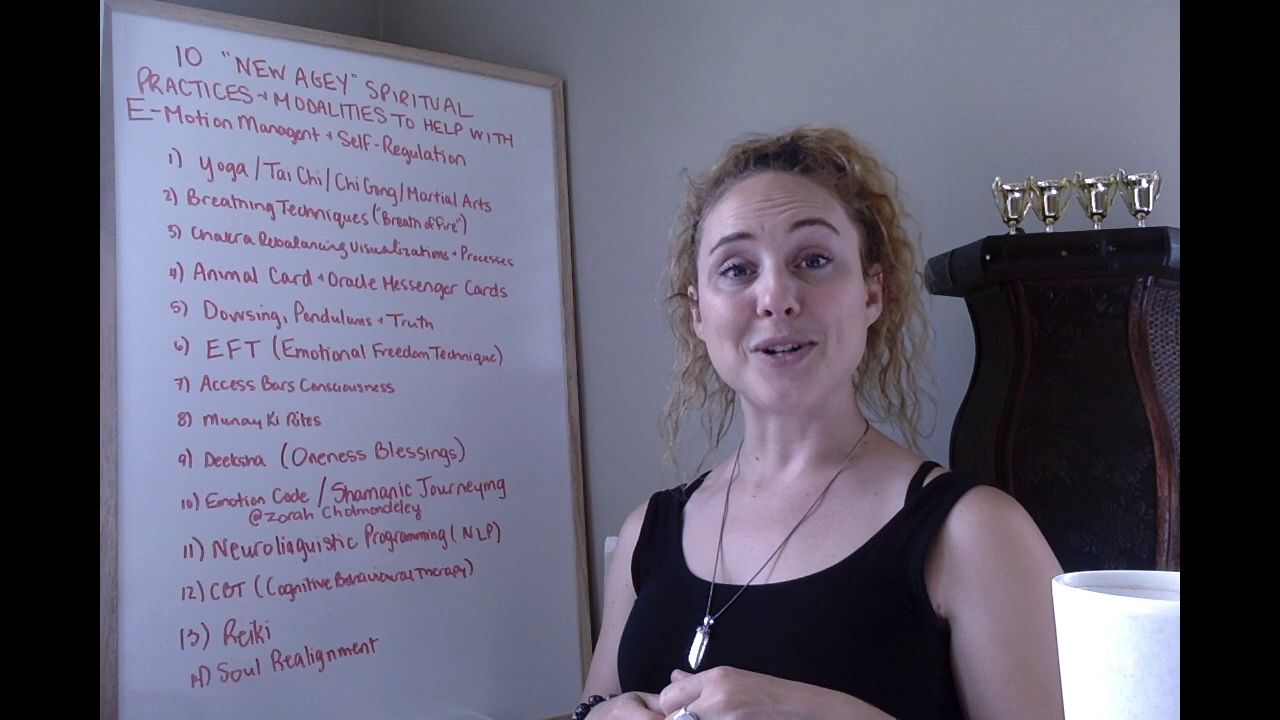 10 "NEW AGEY" SPIRITUAL
PRACTICES + MODALITIES TO HELP WITH
E-Motion Managent + Self-Regulation
1) Yoga / Tai Chi / Chi Gong / Martial Arts
2) Breathing Techniques ("Breath of Fire")
3) Chakra Rebalancing Visualizations + Processes
4) Animal Card + Oracle Messenger Cards
5) Dowsing, Pendulums + Truth
6) EFT (Emotional Freedom Technique)
7) Access Bars Consciousness
8) Munay Ki Rites
9) Deeksha (Oneness Blessings)
10) Emotion Code / Shamanic Journeying
@Zorah Cholmondeley
11) Neurolinguistic Programming (NLP)
12) CBT (Cognitive Behavioural Therapy)
13) Reiki
14) Soul Realignment